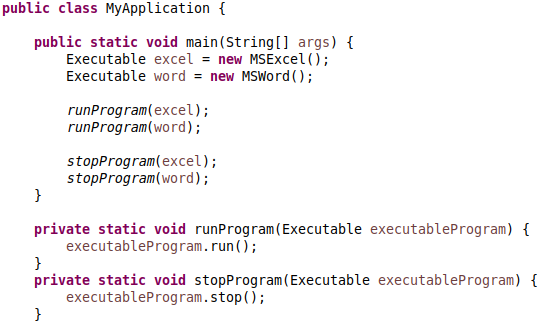 public class MyApplication {
public static void main(String[] args) {
Executable excel = new MSExcel();
Executable word = new MSWord();
runProgram(excel);
runProgram(word);
stopProgram(excel);
stopProgram(word);
}
private static void runProgram(Executable executableProgram) {
executableProgram.run();
}
private static void stopProgram(Executable executableProgram) {
executableProgram.stop();
}